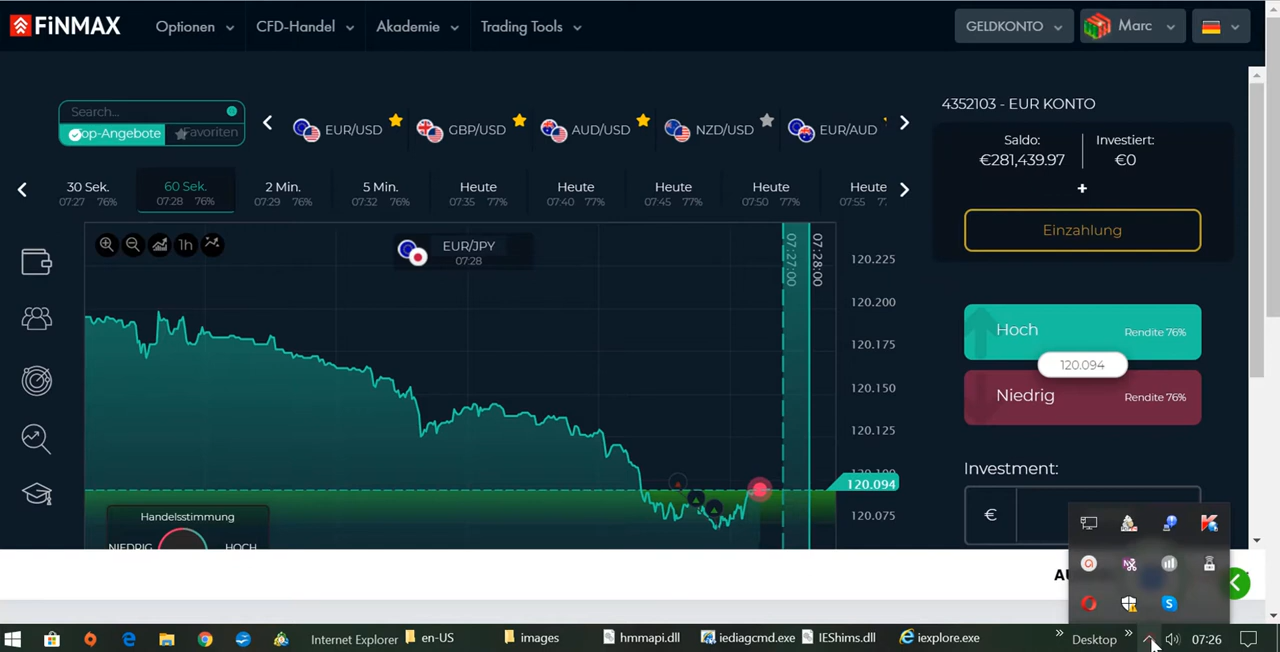 FiNMAX
Optionen
CFD-Handel
Akademie
Trading Tools
GELDKONTO
Marc
Search...
op-Angebote
Favoriten
EUR/USD
GBP/USD
AUD/USD
NZD/USD
EUR/AUD
4352103 - EUR KONTO
Saldo:
€281,439.97
Investiert:
€0
+
Einzahlung
30 Sek.
07:27 76%
60 Sek.
07:28 76%
2 Min.
07:29 76%
5 Min.
07:32 76%
Heute
07:35 77%
Heute
07:40 77%
Heute
07:45 77%
Heute
07:50 77%
Heute
07:55 77
1h
EUR/JPY
07:28
07:27:00
07:28:00
120.225
120.200
120.175
120.150
120.125
120.100
120.094
120.075
Hoch
Rendite 76%
120.094
Niedrig
Rendite 76%
Investment:
€
Handelsstimmung
NIEDRIG
HOCH
Internet Explorer
en-US
images
hmmapi.dll
iediagcmd.exe
IEShims.dll
iexplore.exe
Desktop
07:26